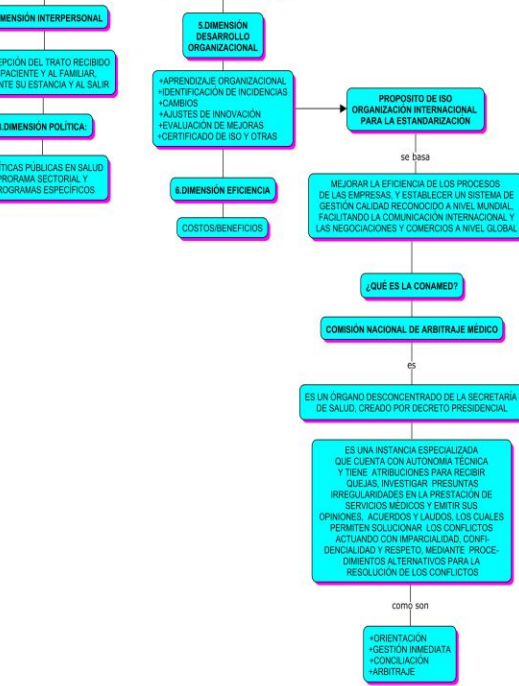 DIMENSIÓN INTERPERSONAL
DEL TRATO RECIBIDO
PACIENTE Y AL FAMILIAR,
SU ESTANCIA Y AL SALIR
DIMENSIÓN POLÍTICA:
PÚBLICAS EN SALUD
PRORAMA SECTORIAL Y
ESPECÍFICOS
5.DIMENSIÓN
DESARROLLO
ORGANIZACIONAL
+APRENDIZAJE ORGANIZACIONAL
+IDENTIFICACIÓN DE INCIDENCIAS
+CAMBIOS
+AJUSTES DE INNOVACIÓN
+EVALUACIÓN DE MEJORAS
+CERTIFICADO DE ISO Y OTRAS
6.DIMENSIÓN EFICIENCIA
COSTOS/BENEFICIOS
PROPOSITO DE ISO
ORGANIZACIÓN INTERNACIONAL
PARA LA ESTANDARIZACIÓN
se basa
MEJORAR LA EFICIENCIA DE LOS PROCESOS
DE LAS EMPRESAS, Y ESTABLECER UN SISTEMA DE
GESTIÓN CALIDAD RECONOCIDO A NIVEL MUNDIAL,
FACILITANDO LA COMUNICACIÓN INTERNACIONAL Y
LAS NEGOCIACIONES Y COMERCIOS A NIVEL GLOBAL
¿QUÉ ES LA CONAMED?
COMISIÓN NACIONAL DE ARBITRAJE MÉDICO
es
ES UN ÓRGANO DESCONCENTRADO DE LA SECRETARÍA
DE SALUD, CREADO POR DECRETO PRESIDENCIAL
ES UNA INSTANCIA ESPECIALIZADA
QUE CUENTA CON AUTONOMÍA TÉCNICA
Y TIENE ATRIBUCIONES PARA RECIBIR
QUEJAS, INVESTIGAR PRESUNTAS
IRREGULARIDADES EN LA PRESTACIÓN DE
SERVICIOS MÉDICOS Y EMITIR SUS
OPINIONES, ACUERDOS Y LAUDOS, LOS CUALES
PERMITEN SOLUCIONAR LOS CONFLICTOS
ACTUANDO CON IMPARCIALIDAD, CONFI-
DENCIALIDAD Y RESPETO, MEDIANTE PROCE-
DIMIENTOS ALTERNATIVOS PARA LA
RESOLUCIÓN DE LOS CONFLICTOS
como son
+ORIENTACIÓN
+GESTIÓN INMEDIATA
+CONCILIACIÓN
+ARBITRAJE